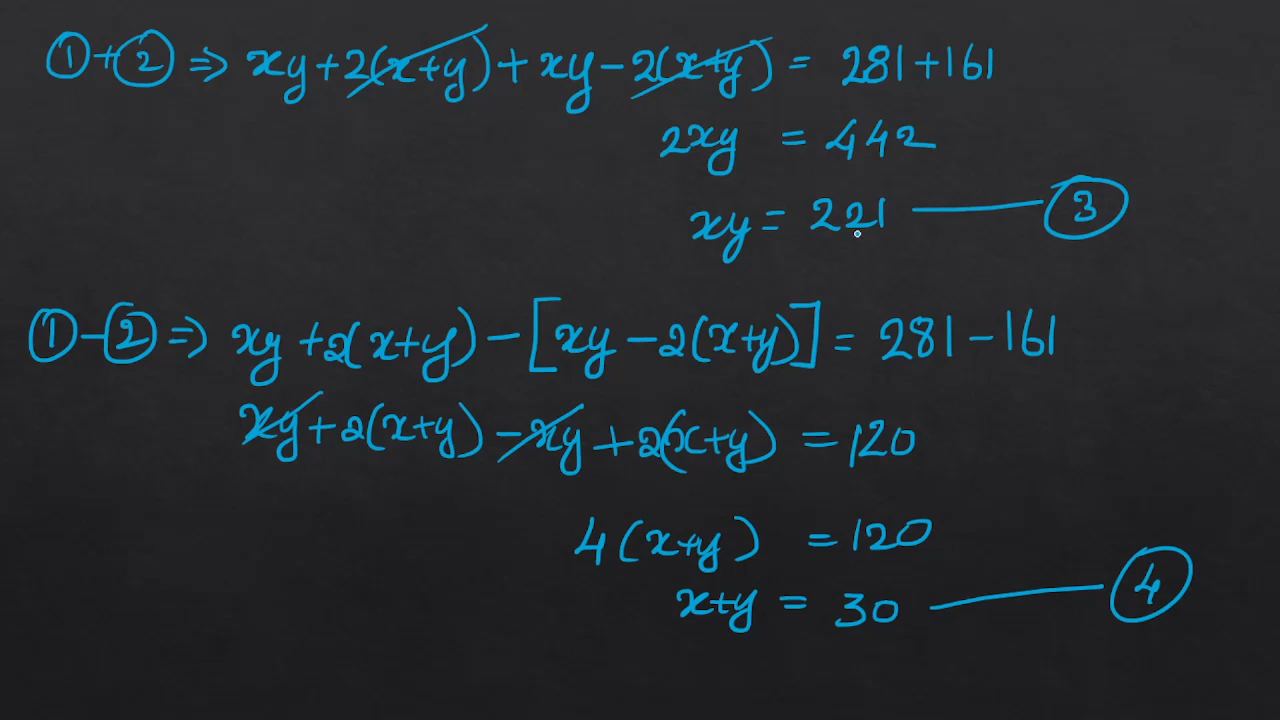 ① + ② ⇒ xy + 2(x+y) + xy - 2(x+y) = 281 + 161
2xy = 442
xy = 221 — ③
① - ② ⇒ xy + 2(x+y) - [xy - 2(x+y)] = 281 - 161
xy + 2(x+y) - xy + 2(x+y) = 120
4(x+y) = 120
x+y = 30 — ④